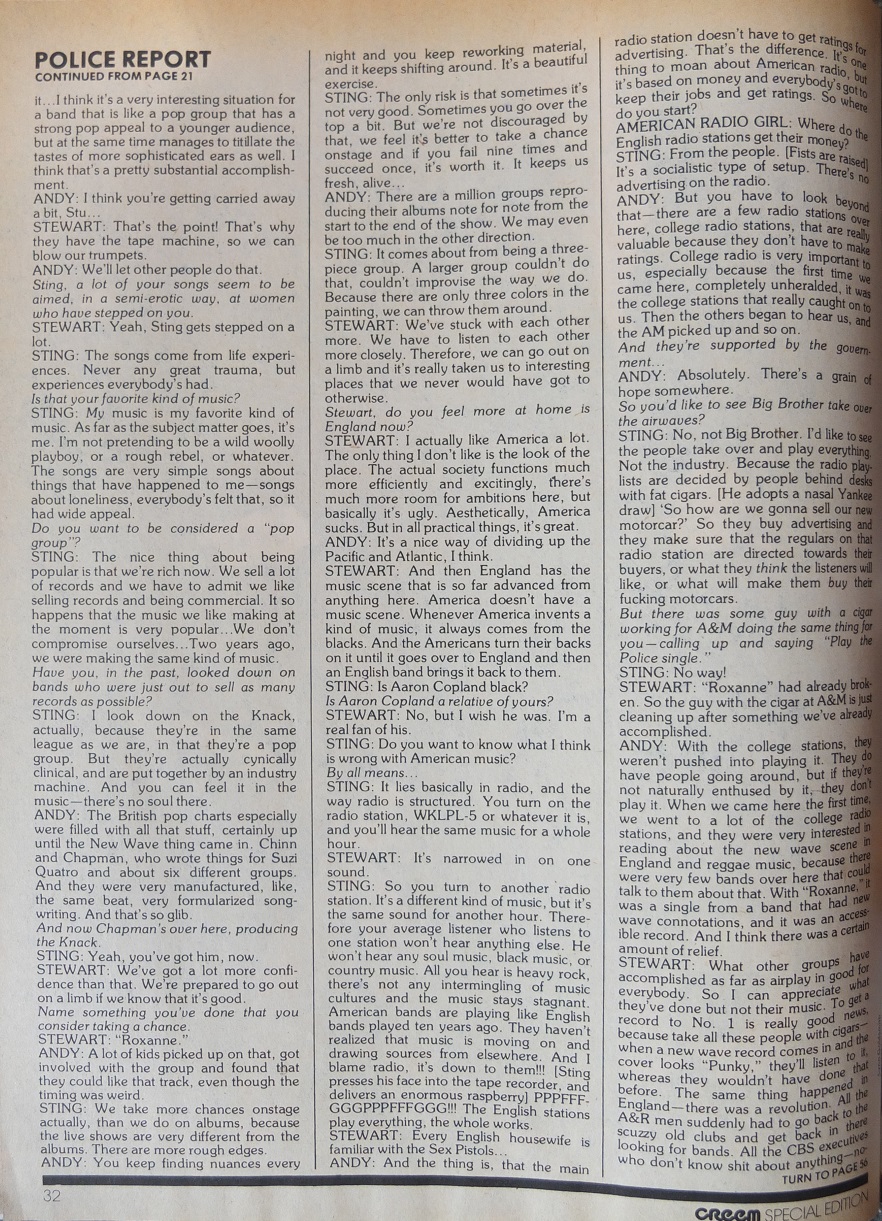 POLICE REPORT
CONTINUED FROM PAGE 21
it...I think it's a very interesting situation for
a band that is like a pop group that has a
strong pop appeal to a younger audience,
but at the same time manages to titillate the
tastes of more sophisticated ears as well. I
think that's a pretty substantial accomplish-
ment.
ANDY: I think you're getting carried away
a bit, Stu...
STEWART: That's the point! That's why
they have the tape machine, so we can
blow our trumpets.
ANDY: We'll let other people do that.
Sting, a lot of your songs seem to be
aimed, in a semi-erotic way, at women
who have stepped on you.
STEWART: Yeah, Sting gets stepped on a
lot.
STING: The songs come from life experi-
ences. Never any great trauma, but
experiences everybody's had.
Is that your favorite kind of music?
STING: My music is my favorite kind of
music. As far as the subject matter goes, it's
me. I'm not pretending to be a wild woolly
playboy, or a rough rebel, or whatever.
The songs are very simple songs about
things that have happened to me—songs
about loneliness, everybody's felt that, so it
had wide appeal.
Do you want to be considered a "pop
group"?
STING: The nice thing about being
popular is that we're rich now. We sell a lot
of records and we have to admit we like
selling records and being commercial. It so
happens that the music we like making at
the moment is very popular...We don't
compromise ourselves...Two years ago,
we were making the same kind of music.
Have you, in the past, looked down on
bands who were just out to sell as many
records as possible?
STING: I look down on the Knack,
actually, because they're in the same
league as we are, in that they're a pop
group. But they're actually cynically
clinical, and are put together by an industry
machine. And you can feel it in the
music—there's no soul there.
ANDY: The British pop charts especially
were filled with all that stuff, certainly up
until the New Wave thing came in. Chinn
and Chapman, who wrote things for Suzi
Quatro and about six different groups.
And they were very manufactured, like,
the same beat, very formularized song-
writing. And that's so glib.
And now Chapman's over here, producing
the Knack.
STING: Yeah, you've got him, now.
STEWART: We've got a lot more confi-
dence than that. We're prepared to go out
on a limb if we know that it's good.
Name something you've done that you
consider taking a chance.
STEWART: "Roxanne."
ANDY: A lot of kids picked up on that, got
involved with the group and found that
they could like that track, even though the
timing was weird.
STING: We take more chances onstage
actually, than we do on albums, because
the live shows are very different from the
albums. There are more rough edges.
ANDY: You keep finding nuances every
night and you keep reworking material,
and it keeps shifting around. It's a beautiful
exercise.
STING: The only risk is that sometimes it's
not very good. Sometimes you go over the
top a bit. But we're not discouraged by
that, we feel it's better to take a chance
onstage and if you fail nine times and
succeed once, it's worth it. It keeps us
fresh, alive...
ANDY: There are a million groups repro-
ducing their albums note for note from the
start to the end of the show. We may even
be too much in the other direction.
STING: It comes about from being a three-
piece group. A larger group couldn't do
that, couldn't improvise the way we do.
Because there are only three colors in the
painting, we can throw them around.
STEWART: We've stuck with each other
more. We have to listen to each other
more closely. Therefore, we can go out on
a limb and it's really taken us to interesting
places that we never would have got to
otherwise.
Stewart, do you feel more at home is
England now?
STEWART: I actually like America a lot.
The only thing I don't like is the look of the
place. The actual society functions much
more efficiently and excitingly, there's
much more room for ambitions here, but
basically it's ugly. Aesthetically, America
sucks. But in all practical things, it's great.
ANDY: It's a nice way of dividing up the
Pacific and Atlantic, I think.
STEWART: And then England has the
music scene that is so far advanced from
anything here. America doesn't have a
music scene. Whenever America invents a
kind of music, it always comes from the
blacks. And the Americans turn their backs
on it until it goes over to England and then
an English band brings it back to them.
STING: Is Aaron Copland black?
Is Aaron Copland a relative of yours?
STEWART: No, but I wish he was. I'm a
real fan of his.
STING: Do you want to know what I think
is wrong with American music?
By all means...
STING: It lies basically in radio, and the
way radio is structured. You turn on the
radio station, WKLPL-5 or whatever it is,
and you'll hear the same music for a whole
hour.
STEWART: It's narrowed in on one
sound.
STING: So you turn to another radio
station. It's a different kind of music, but it's
the same sound for another hour. There-
fore your average listener who listens to
one station won't hear anything else. He
won't hear any soul music, black music, or
country music. All you hear is heavy rock,
there's not any intermingling of music
cultures and the music stays stagnant.
American bands are playing like English
bands played ten years ago. They haven't
realized that music is moving on and
drawing sources from elsewhere. And I
blame radio, it's down to them!!! [Sting
presses his face into the tape recorder, and
delivers an enormous raspberry] PPPFFF-
GGGPPPFFFGGG!!! The English stations
play everything, the whole works.
STEWART: Every English housewife is
familiar with the Sex Pistols...
ANDY: And the thing is, that the main
radio station doesn't have to get ratings for
advertising. That's the difference. It's one
thing to moan about American radio, but
it's based on money and everybody's got to
keep their jobs and get ratings. So where
do you start?
AMERICAN RADIO GIRL: Where do the
English radio stations get their money?
STING: From the people. [Fists are raised]
It's a socialistic type of setup. There's no
advertising on the radio.
ANDY: But you have to look beyond
that—there are a few radio stations over
here, college radio stations, that are really
valuable because they don't have to make
ratings. College radio is very important to
us, especially because the first time we
came here, completely unheralded, it was
the college stations that really caught on to
us. Then the others began to hear us, and
the AM picked up and so on.
And they're supported by the govern-
ment...
ANDY: Absolutely. There's a grain of
hope somewhere.
So you'd like to see Big Brother take over
the airwaves?
STING: No, not Big Brother. I'd like to see
the people take over and play everything.
Not the industry. Because the radio play-
lists are decided by people behind desks
with fat cigars. [He adopts a nasal Yankee
draw] 'So how are we gonna sell our new
motorcar?' So they buy advertising and
they make sure that the regulars on that
radio station are directed towards their
buyers, or what they think the listeners will
like, or what will make them buy their
fucking motorcars.
But there was some guy with a cigar
working for A&M doing the same thing for
you—calling up and saying "Play the
Police single."
STING: No way!
STEWART: "Roxanne" had already brok-
en. So the guy with the cigar at A&M is just
cleaning up after something we've already
accomplished.
ANDY: With the college stations, they
weren't pushed into playing it. They do
have people going around, but if they're
not naturally enthused by it, they don't
play it. When we came here the first time,
we went to a lot of the college radio
stations, and they were very interested in
reading about the new wave scene in
England and reggae music, because there
were very few bands over here that could
talk to them about that. With "Roxanne," it
was a single from a band that had new
wave connotations, and it was an access-
ible record. And I think there was a certain
amount of relief.
STEWART: What other groups have
accomplished as far as airplay in good for
everybody. So I can appreciate what
they've done but not their music. To get a
record to No. 1 is really good news,
because take all these people with cigars—
when a new wave record comes in and the
cover looks "Punky," they'll listen to it,
whereas they wouldn't have done that
before. The same thing happened in
England—there was a revolution. All the
A&R men suddenly had to go back to the
scuzzy old clubs and get back in there
looking for bands. All the CBS executives
who don't know shit about anything—no-
TURN TO PAGE 56
32
CREEM SPECIAL EDITION